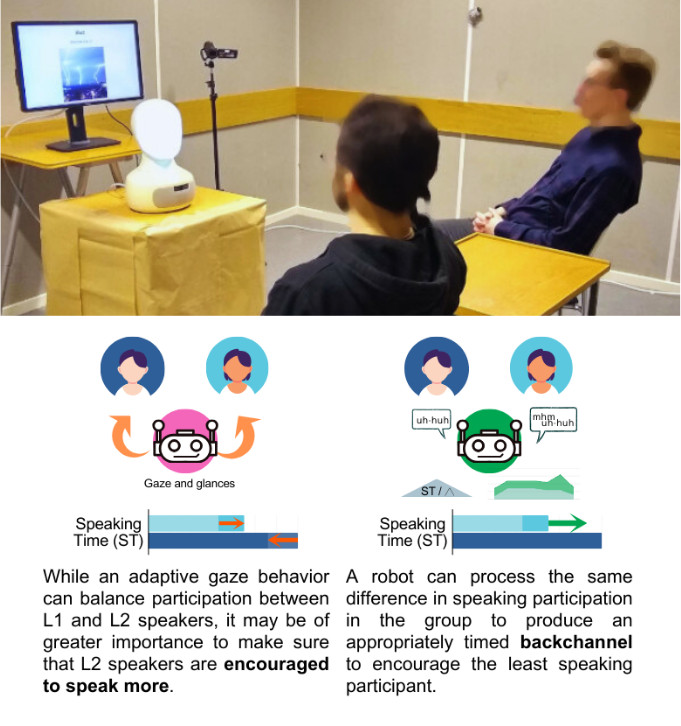 uh-huh
mhm
uh-huh
Gaze and glances
ST /
Speaking
Time (ST)
Speaking
Time (ST)
While an adaptive gaze behavior
can balance participation between
L1 and L2 speakers, it may be of
greater importance to make sure
that L2 speakers are encouraged
to speak more.
A robot can process the same
difference in speaking participation
in the group to produce an
appropriately timed backchannel
to encourage the least speaking
participant.